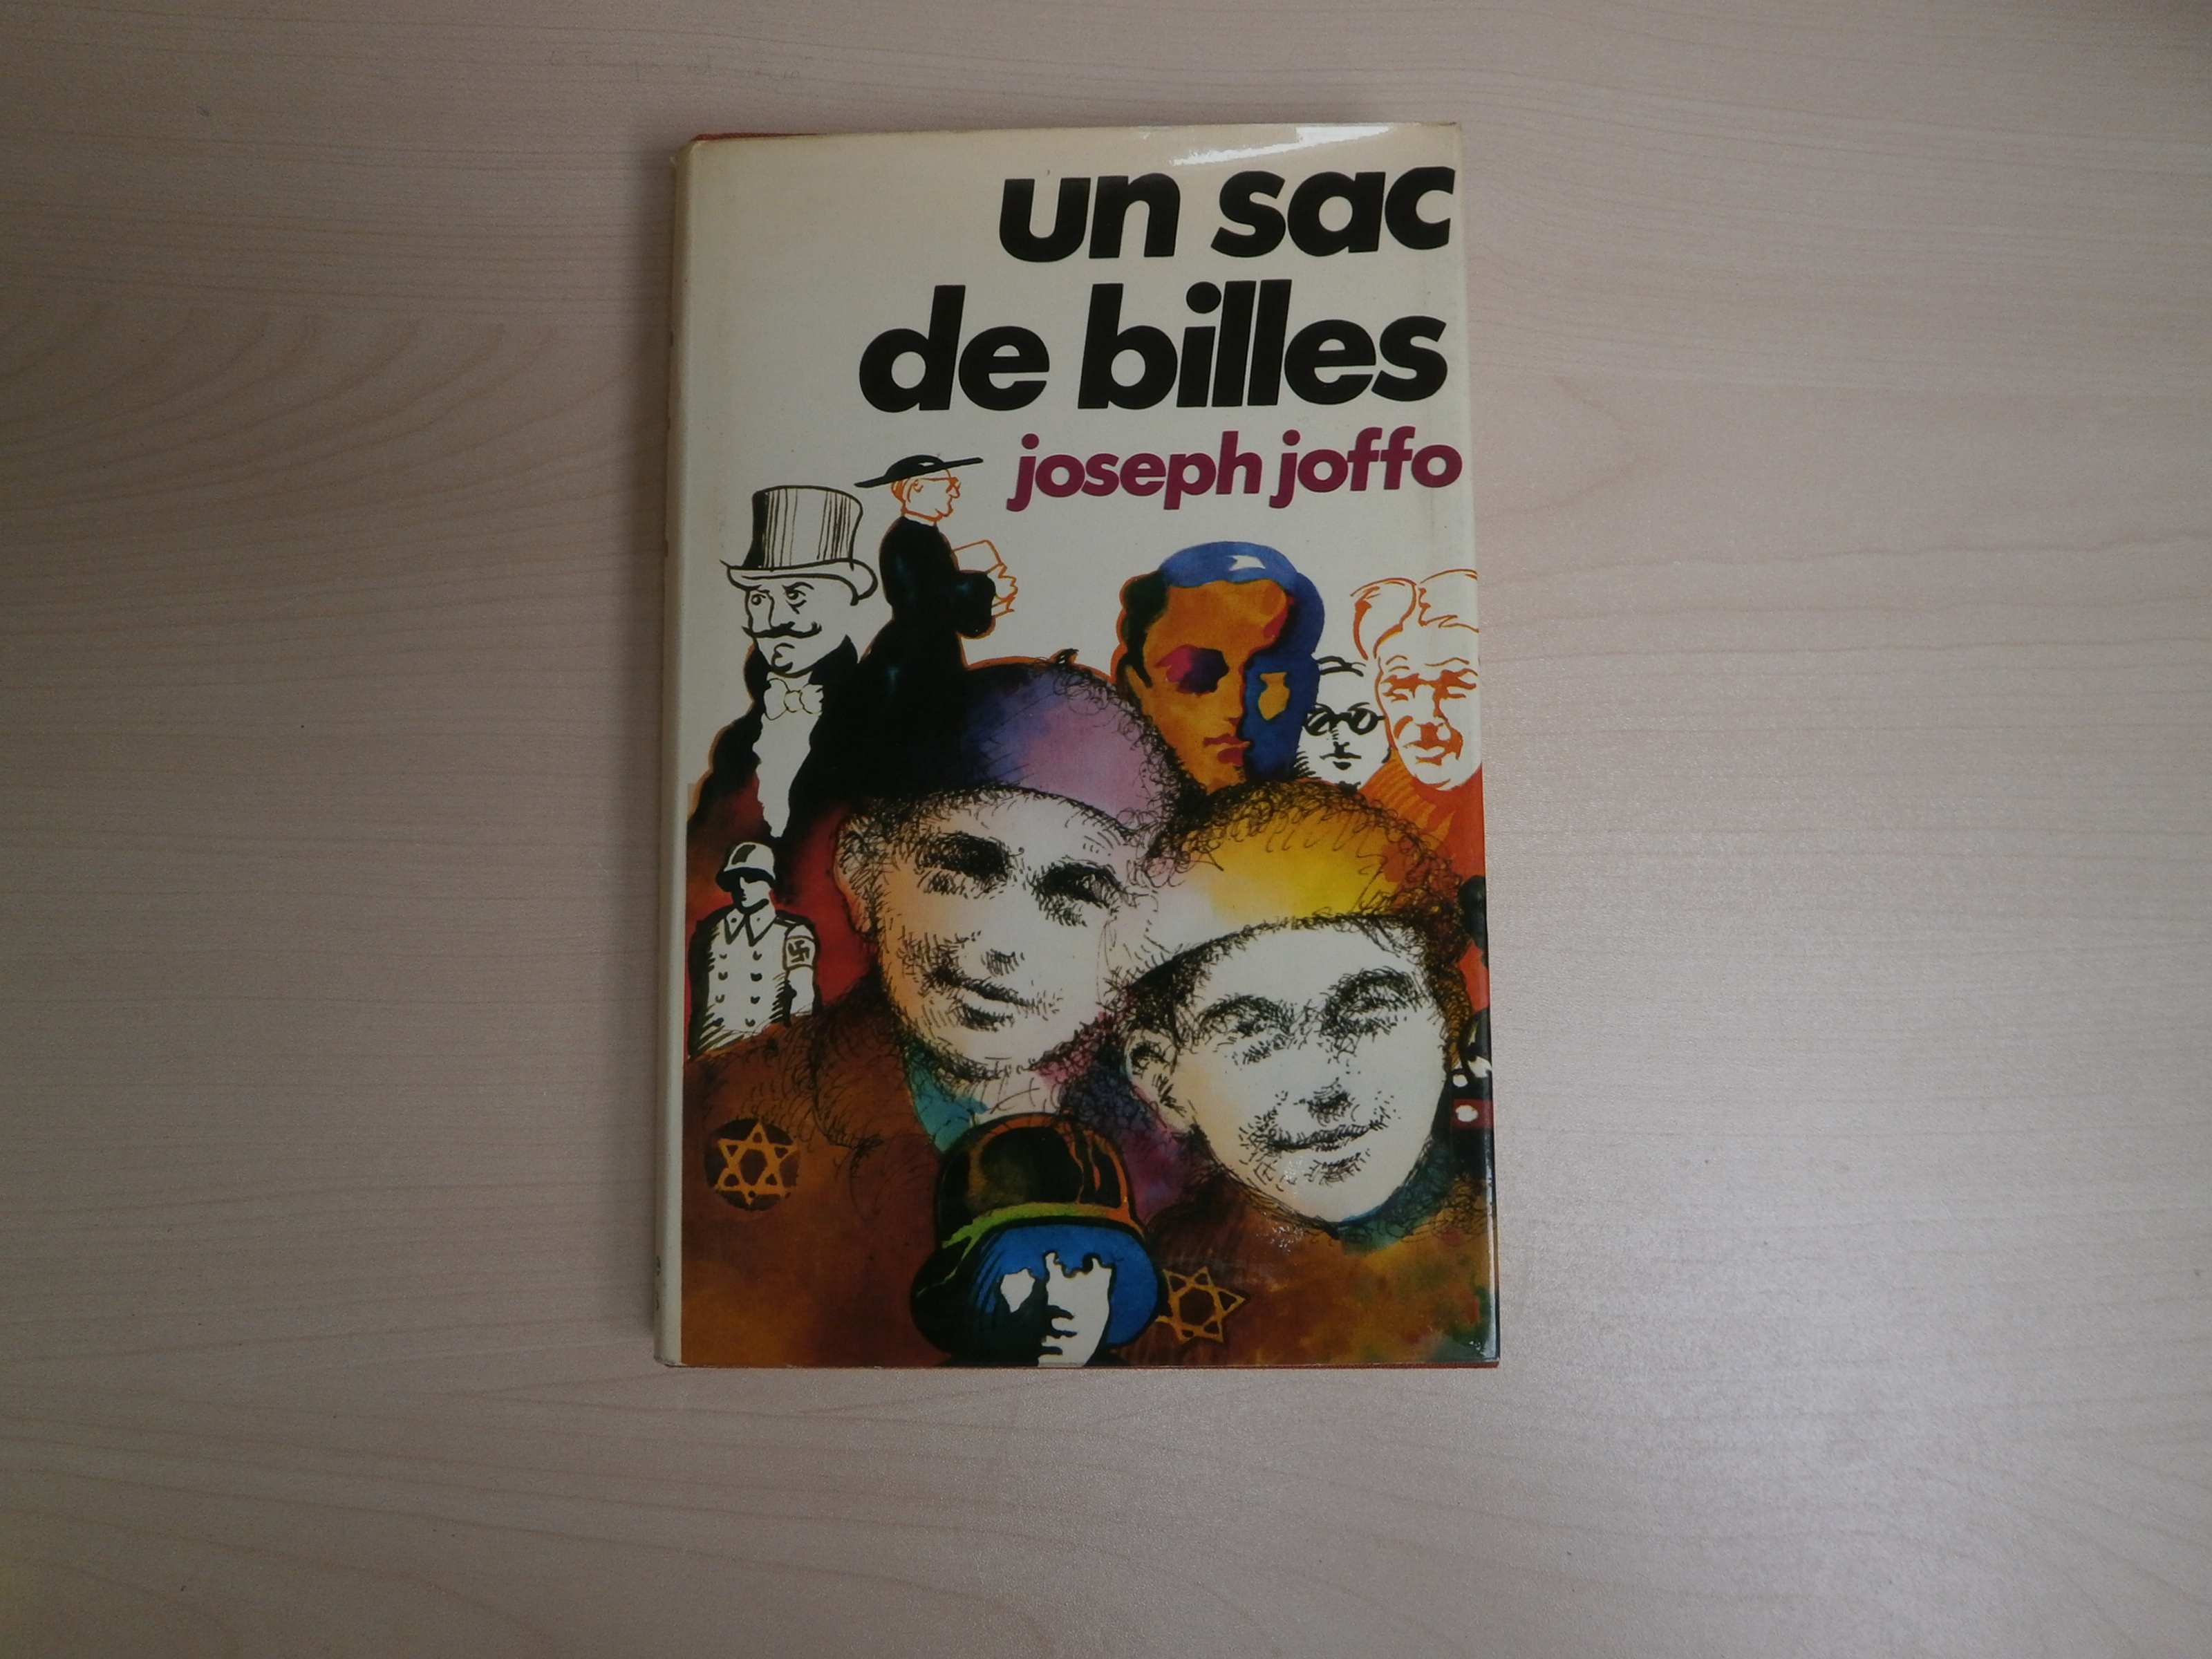 un sac
de billes
joseph joffo